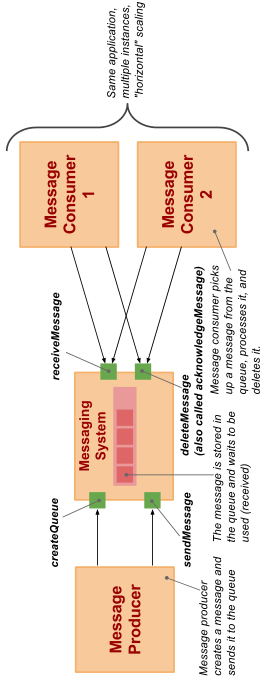 createQueue
sendMessage
Message
Producer
Message producer
creates a message and
sends it to the queue
Messaging
System
The message is stored in
the queue and waits to be
used (received)
receiveMessage
deleteMessage
(also called acknowledgeMessage)
Message
Consumer
1
Message
Consumer
2
Message consumer picks
up a message from the
queue, processes it, and
deletes it.
Same application,
multiple instances,
"horizontal" scaling